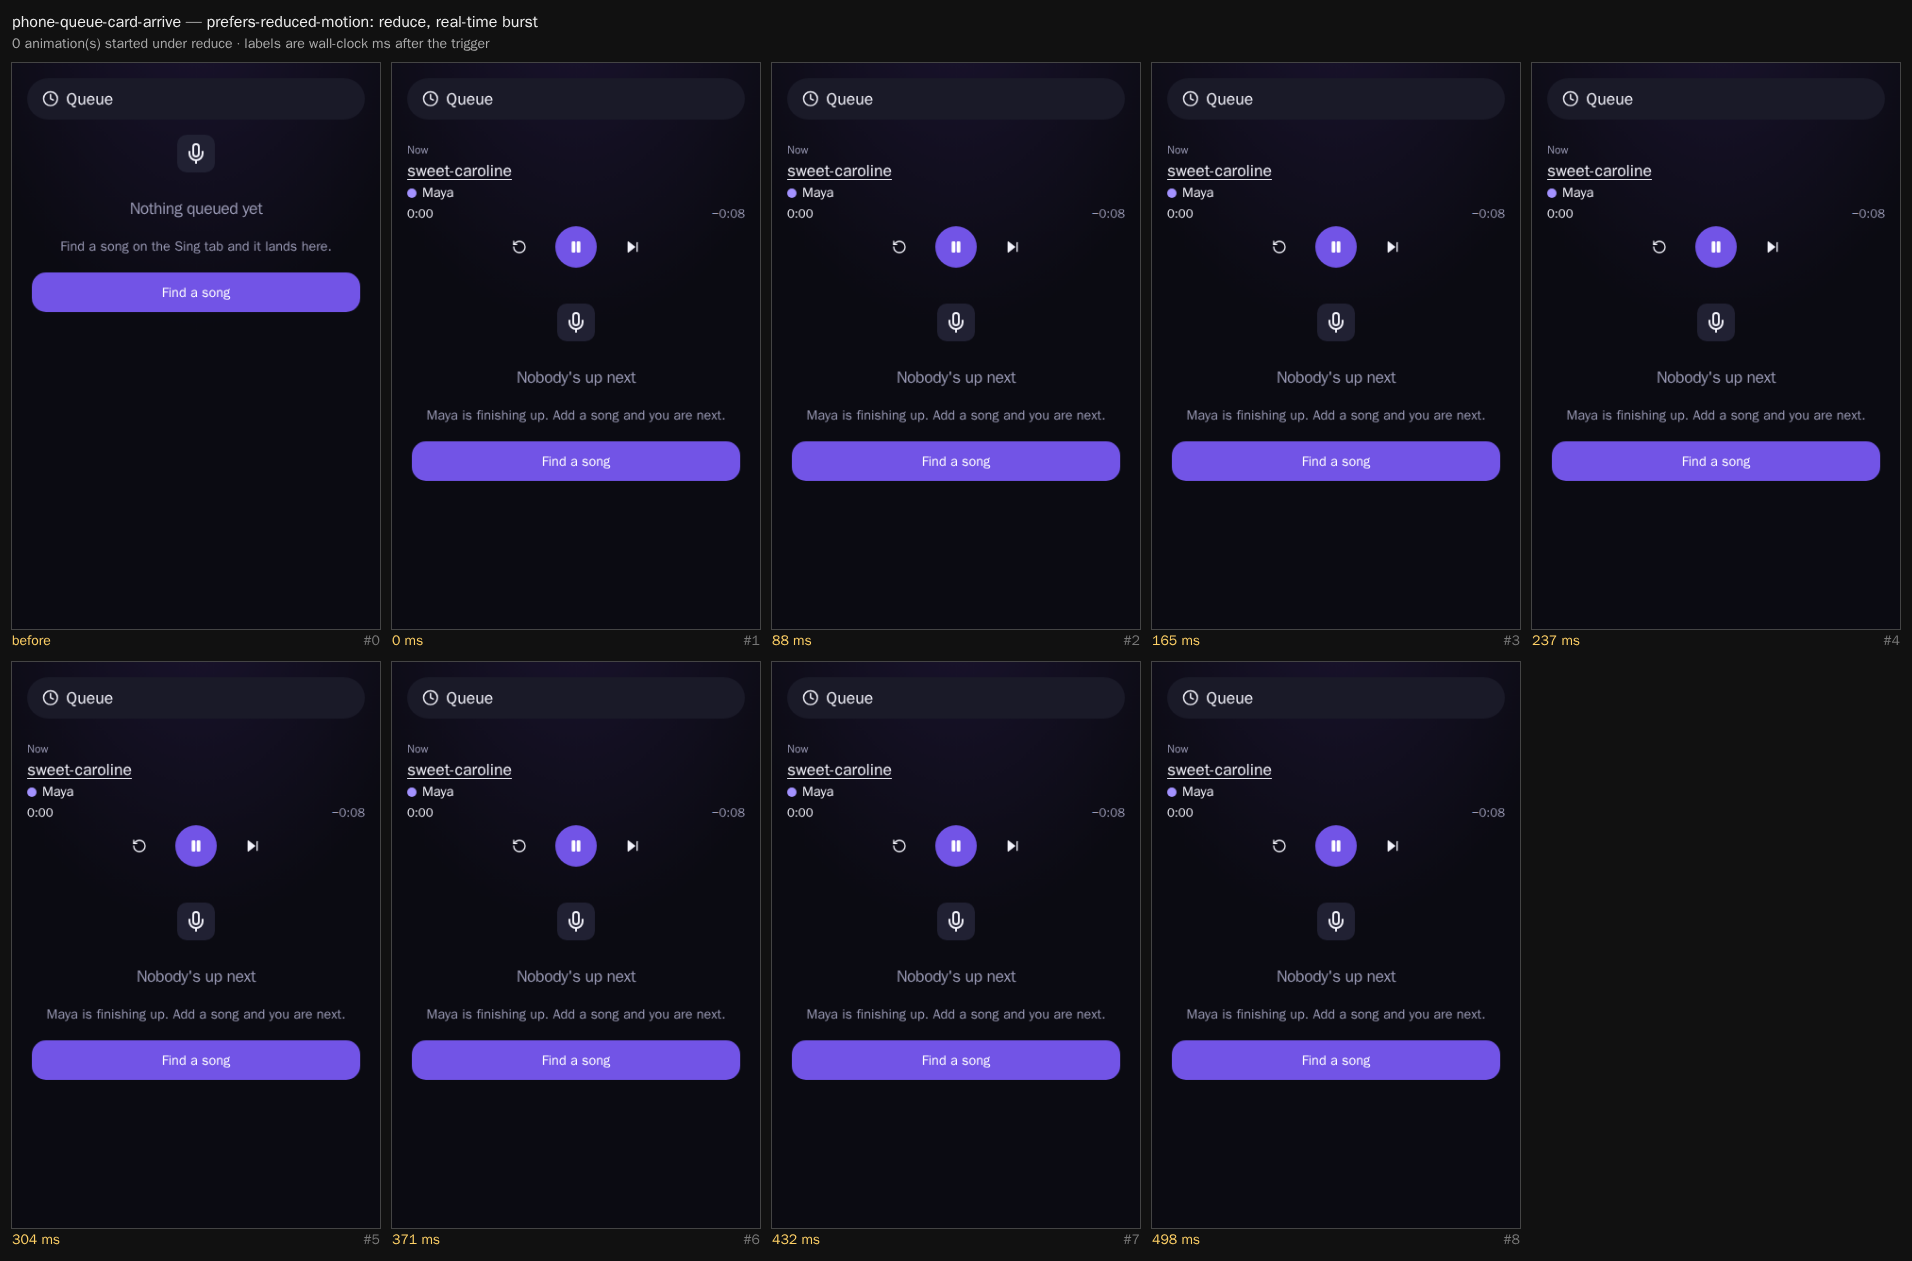 phone-queue-card-arrive — prefers-reduced-motion: reduce, real-time burst
0 animation(s) started under reduce · labels are wall-clock ms after the trigger
Queue
Nothing queued yet
Find a song on the Sing tab and it lands here.
Find a song
before #0
Queue
Now
sweet-caroline
Maya
0:00 −0:08
Nobody's up next
Maya is finishing up. Add a song and you are next.
Find a song
0 ms #1
Queue
Now
sweet-caroline
Maya
0:00 −0:08
Nobody's up next
Maya is finishing up. Add a song and you are next.
Find a song
88 ms #2
Queue
Now
sweet-caroline
Maya
0:00 −0:08
Nobody's up next
Maya is finishing up. Add a song and you are next.
Find a song
165 ms #3
Queue
Now
sweet-caroline
Maya
0:00 −0:08
Nobody's up next
Maya is finishing up. Add a song and you are next.
Find a song
237 ms #4
Queue
Now
sweet-caroline
Maya
0:00 −0:08
Nobody's up next
Maya is finishing up. Add a song and you are next.
Find a song
304 ms #5
Queue
Now
sweet-caroline
Maya
0:00 −0:08
Nobody's up next
Maya is finishing up. Add a song and you are next.
Find a song
371 ms #6
Queue
Now
sweet-caroline
Maya
0:00 −0:08
Nobody's up next
Maya is finishing up. Add a song and you are next.
Find a song
432 ms #7
Queue
Now
sweet-caroline
Maya
0:00 −0:08
Nobody's up next
Maya is finishing up. Add a song and you are next.
Find a song
498 ms #8